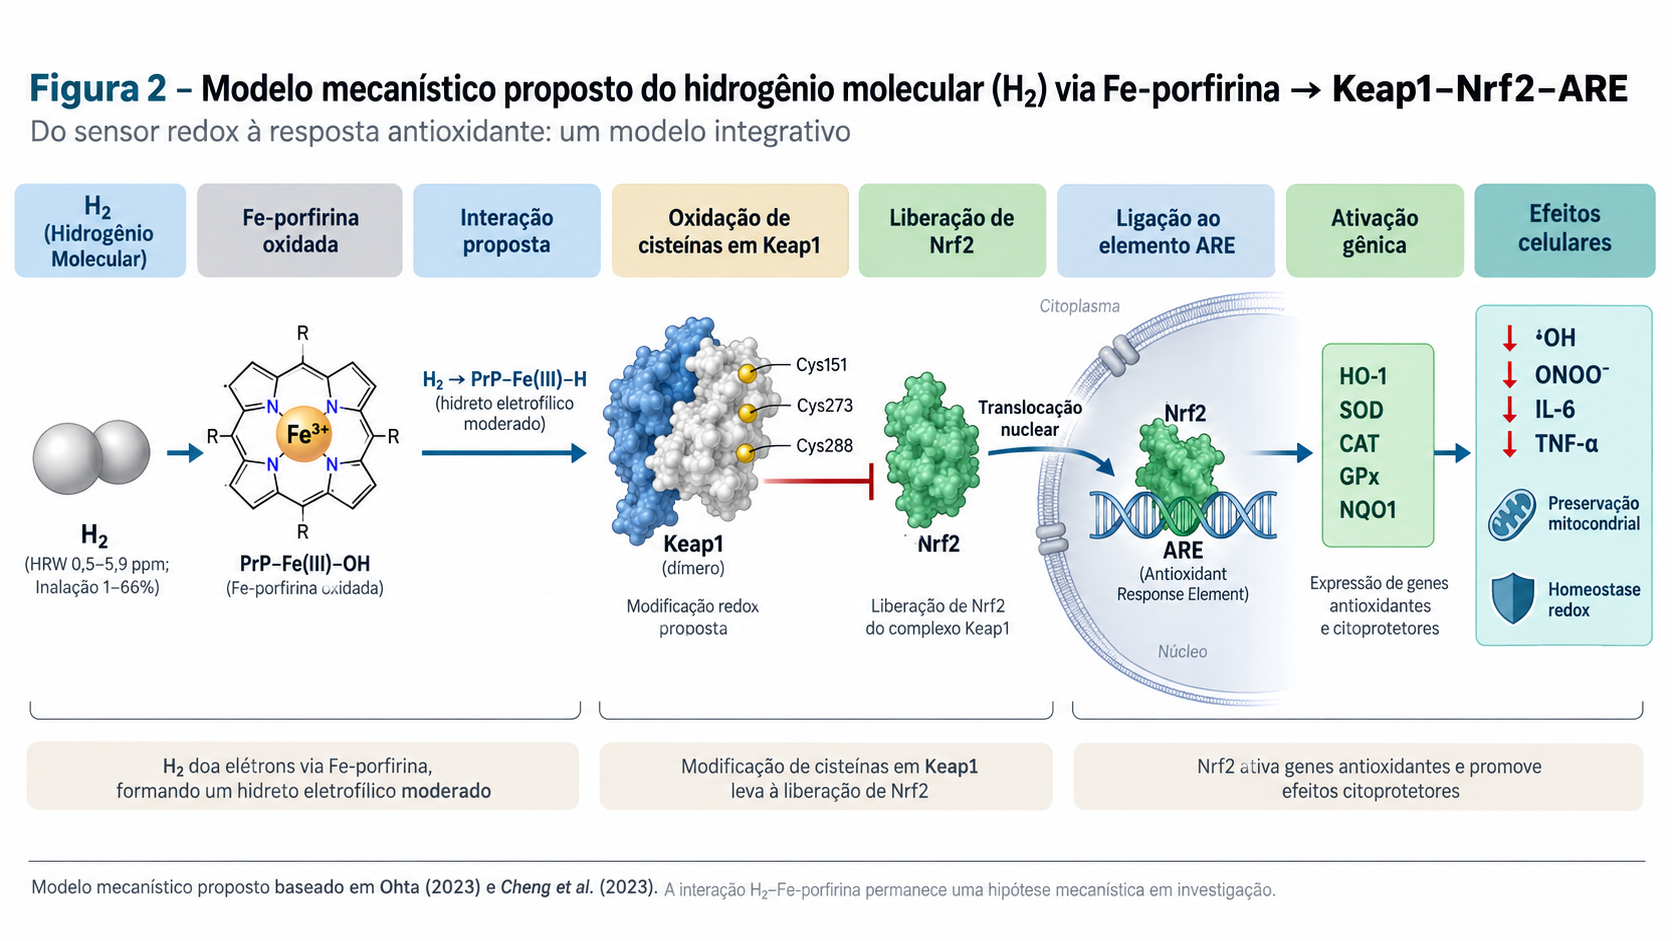 Figura 2 – Modelo mecanístico proposto do hidrogênio molecular (H₂) via Fe-porfirina → Keap1–Nrf2–ARE
Do sensor redox à resposta antioxidante: um modelo integrativo
H₂
(Hidrogênio
Molecular)
Fe-porfirina
oxidada
Interação
proposta
Oxidação de
cisteínas em Keap1
Liberação de
Nrf2
Ligação ao
elemento ARE
Ativação
gênica
Efeitos
celulares
H₂
(HRW 0,5–5,9 ppm;
Inalação 1–66%)
R
N
N
R
Fe³⁺
R
N
N
R
PrP–Fe(III)–OH
(Fe-porfirina oxidada)
H₂ → PrP–Fe(III)–H
(hidreto eletrofílico
moderado)
Cys151
Cys273
Cys288
Keap1
(dímero)
Modificação redox
proposta
Nrf2
Liberação de Nrf2
do complexo Keap1
Citoplasma
Translocação
nuclear
Nrf2
ARE
(Antioxidant
Response Element)
Núcleo
HO-1
SOD
CAT
GPx
NQO1
Expressão de genes
antioxidantes
e citoprotetores
↓ •OH
↓ ONOO⁻
↓ IL-6
↓ TNF-α
Preservação
mitocondrial
Homeostase
redox
H₂ doa elétrons via Fe-porfirina,
formando um hidreto eletrofílico moderado
Modificação de cisteínas em Keap1
leva à liberação de Nrf2
Nrf2 ativa genes antioxidantes e promove
efeitos citoprotetores
Modelo mecanístico proposto baseado em Ohta (2023) e Cheng et al. (2023). A interação H₂–Fe-porfirina permanece uma hipótese mecanística em investigação.